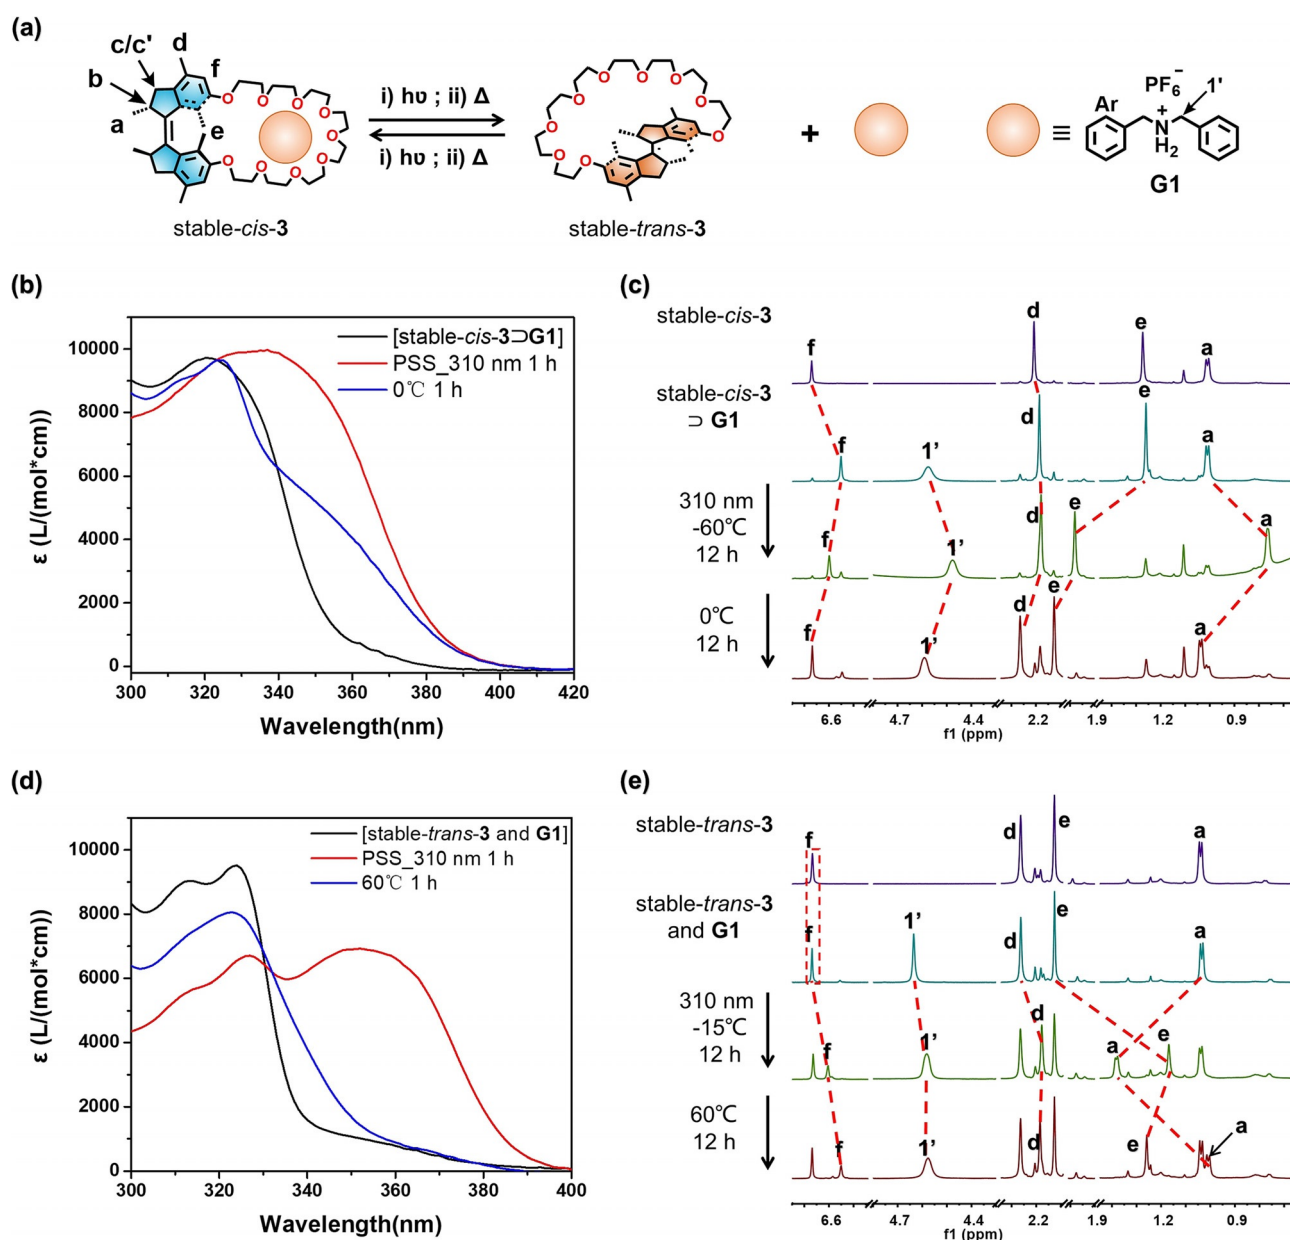 (a)
c/c'
d
f
b
a
e
O
O
O
O
O
O
O
O
O
i) hυ ; ii) Δ
i) hυ ; ii) Δ
O
O
O
O
O
O
O
O
O
+
≡
PF6−
1'
Ar
+
N
H2
G1
stable-cis-3
stable-trans-3
(b)
[stable-cis-3⊃G1]
PSS_310 nm 1 h
0℃ 1 h
ε (L/(mol*cm)
10000
8000
6000
4000
2000
0
300 320 340 360 380 400 420
Wavelength(nm)
(c)
stable-cis-3
f d e a
stable-cis-3
⊃ G1
f 1' d e a
310 nm
-60℃
12 h
f 1' d e a
0℃
12 h
f 1' d e a
6.6 4.7 4.4 2.2 1.9 1.2 0.9
f1 (ppm)
(d)
[stable-trans-3 and G1]
PSS_310 nm 1 h
60℃ 1 h
ε (L/(mol*cm)
10000
8000
6000
4000
2000
0
300 320 340 360 380 400
Wavelength(nm)
(e)
stable-trans-3
f d e a
stable-trans-3
and G1
f 1' d e a
310 nm
-15℃
12 h
f 1' d a e
60℃
12 h
f 1' d e a
6.6 4.7 4.4 2.2 1.9 1.2 0.9
f1 (ppm)